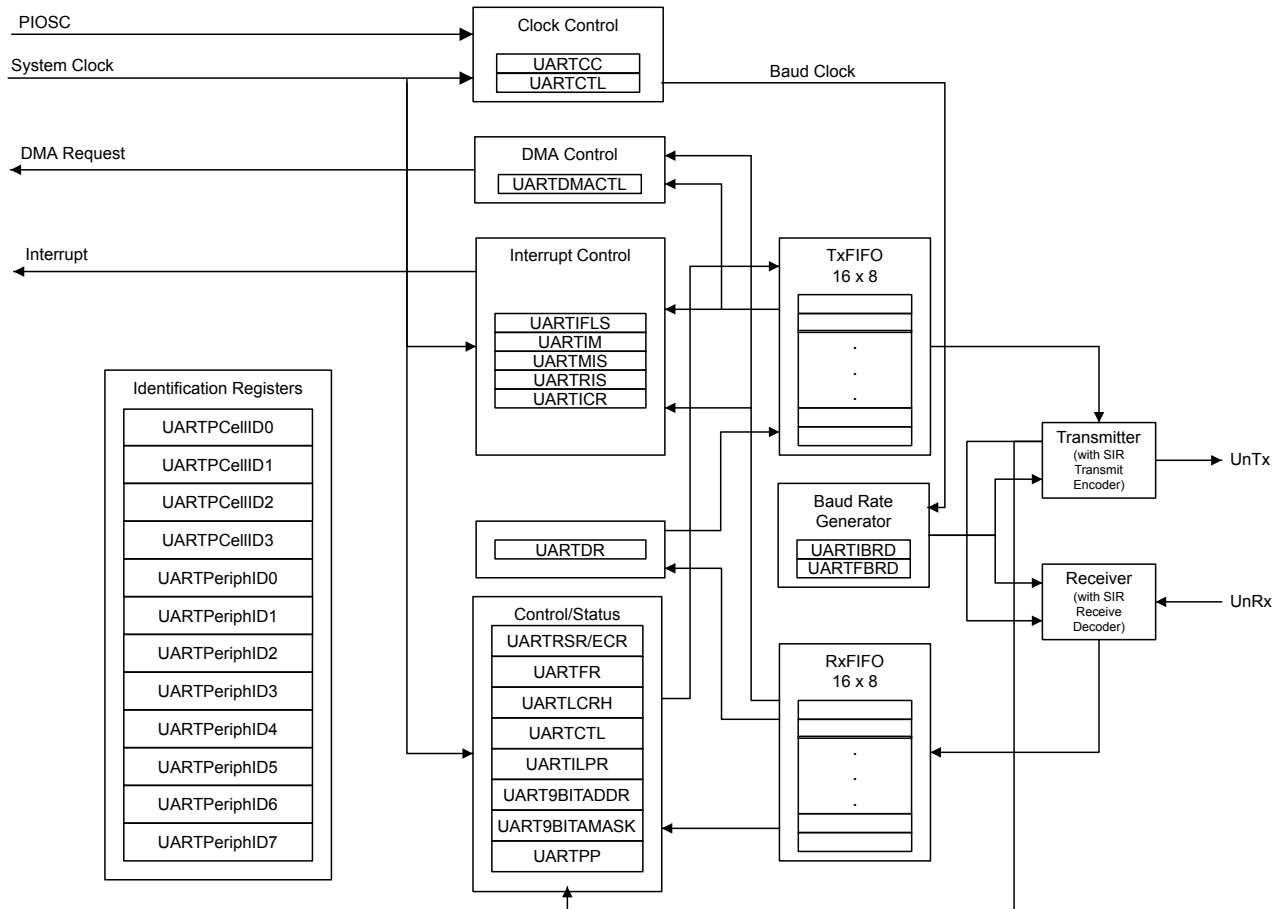 PIOSC
System Clock
Clock Control
UARTCC
UARTCTL
Baud Clock
DMA Request
DMA Control
UARTDMACTL
Interrupt
Interrupt Control
UARTIFLS
UARTIM
UARTMIS
UARTRIS
UARTICR
TxFIFO
16 x 8
.
.
.
Identification Registers
UARTPCellID0
UARTPCellID1
UARTPCellID2
UARTPCellID3
UARTPeriphID0
UARTPeriphID1
UARTPeriphID2
UARTPeriphID3
UARTPeriphID4
UARTPeriphID5
UARTPeriphID6
UARTPeriphID7
UARTDR
Baud Rate
Generator
UARTIBRD
UARTFBRD
Transmitter
(with SIR
Transmit
Encoder)
UnTx
Receiver
(with SIR
Receive
Decoder)
UnRx
Control/Status
UARTRSR/ECR
UARTFR
UARTLCRH
UARTCTL
UARTILPR
UART9BITADDR
UART9BITAMASK
UARTPP
RxFIFO
16 x 8
.
.
.